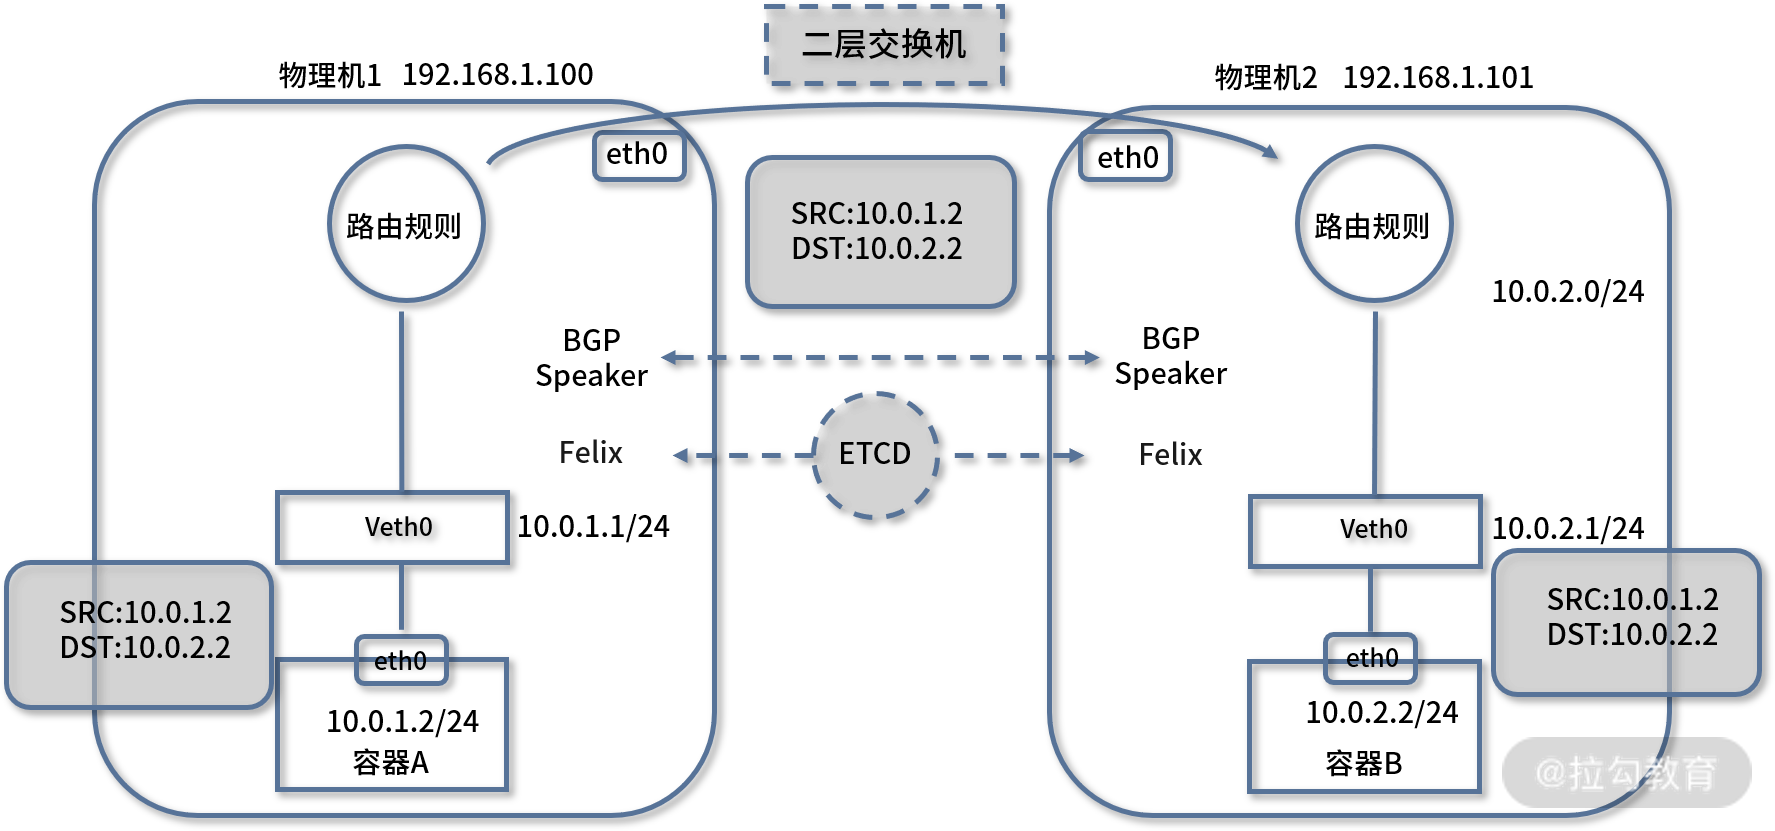 二层交换机
物理机1 192.168.1.100
物理机2 192.168.1.101
eth0
eth0
路由规则
SRC:10.0.1.2
DST:10.0.2.2
路由规则
10.0.2.0/24
BGP
Speaker
BGP
Speaker
Felix
ETCD
Felix
Veth0
10.0.1.1/24
Veth0
10.0.2.1/24
SRC:10.0.1.2
DST:10.0.2.2
SRC:10.0.1.2
DST:10.0.2.2
eth0
eth0
10.0.1.2/24
容器A
10.0.2.2/24
容器B
@拉勾教育